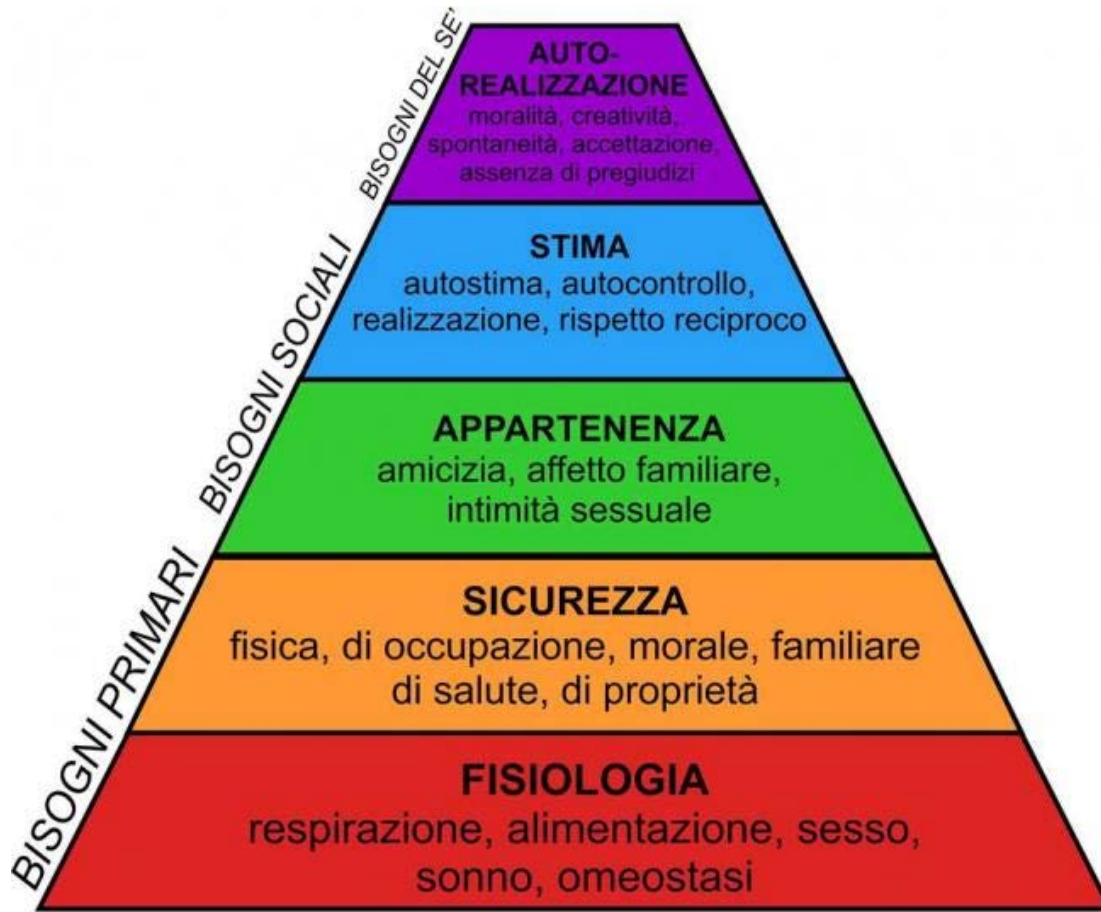 BISOGNI DEL SE'
AUTO-
REALIZZAZIONE
moralità, creatività,
spontaneità, accettazione,
assenza di pregiudizi
BISOGNI SOCIALI
STIMA
autostima, autocontrollo,
realizzazione, rispetto reciproco
APPARTENENZA
amicizia, affetto familiare,
intimità sessuale
BISOGNI PRIMARI
SICUREZZA
fisica, di occupazione, morale, familiare
di salute, di proprietà
FISIOLOGIA
respirazione, alimentazione, sesso,
sonno, omeostasi